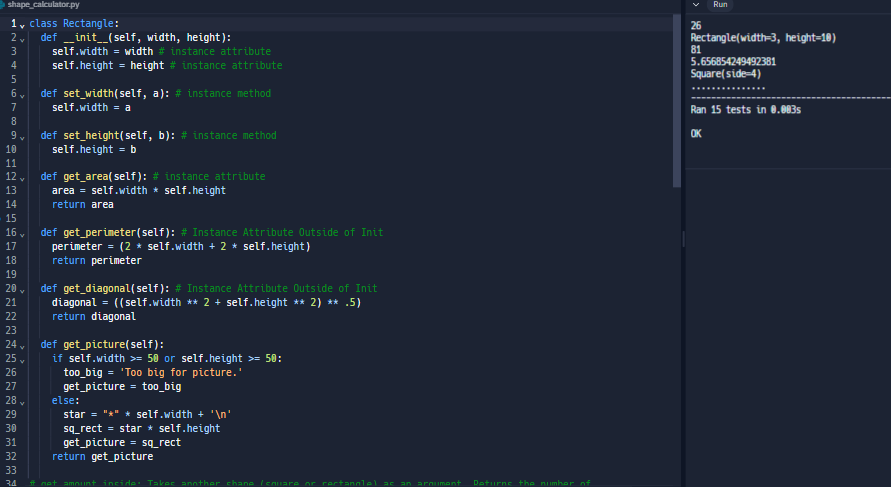 shape_calculator.py
1 class Rectangle:
2 def __init__(self, width, height):
3 self.width = width # instance attribute
4 self.height = height # instance attribute
5
6 def set_width(self, a): # instance method
7 self.width = a
8
9 def set_height(self, b): # instance method
10 self.height = b
11
12 def get_area(self): # instance attribute
13 area = self.width * self.height
14 return area
15
16 def get_perimeter(self): # Instance Attribute Outside of Init
17 perimeter = (2 * self.width + 2 * self.height)
18 return perimeter
19
20 def get_diagonal(self): # Instance Attribute Outside of Init
21 diagonal = ((self.width ** 2 + self.height ** 2) ** .5)
22 return diagonal
23
24 def get_picture(self):
25 if self.width >= 50 or self.height >= 50:
26 too_big = 'Too big for picture.'
27 get_picture = too_big
28 else:
29 star = "*" * self.width + '\n'
30 sq_rect = star * self.height
31 get_picture = sq_rect
32 return get_picture
33
34 # get_amount_inside: Takes another shape (square or rectangle) as an argument. Returns the number of
Run
26
Rectangle(width=3, height=10)
81
5.656854249492381
Square(side=4)
...............
----------------------------------------
Ran 15 tests in 0.003s
OK